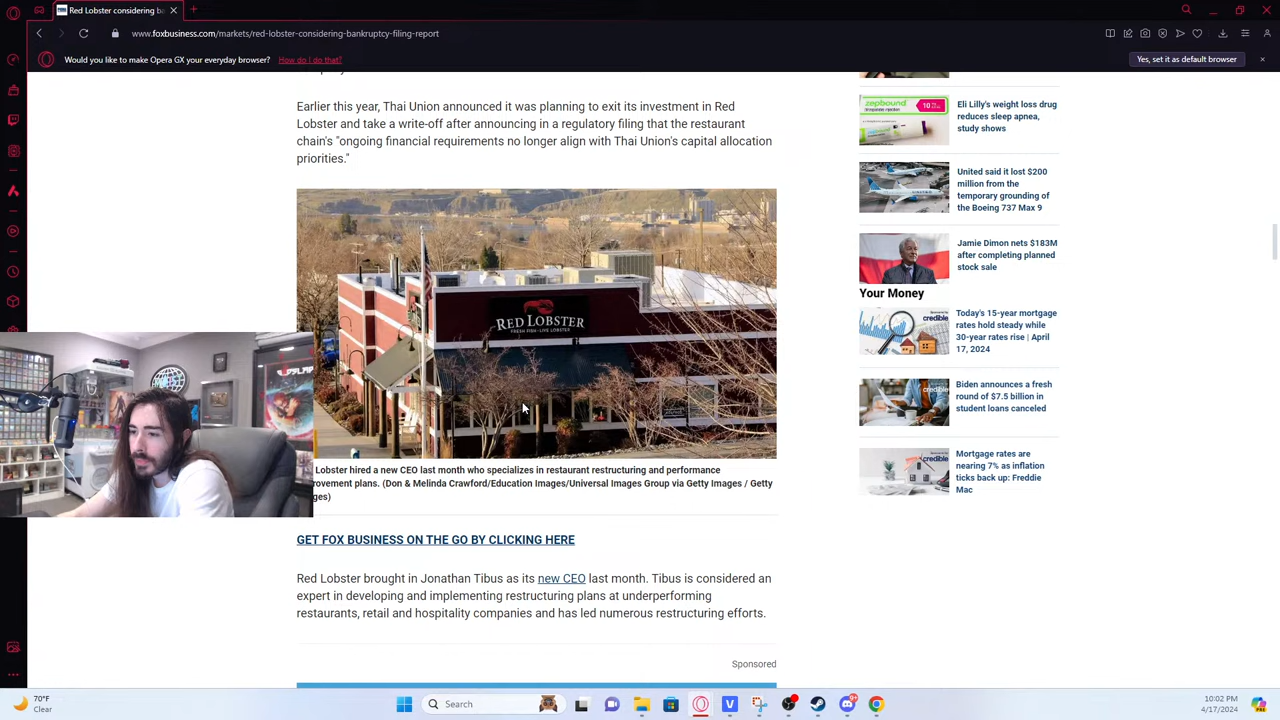 Red Lobster considering ba
www.foxbusiness.com/markets/red-lobster-considering-bankruptcy-filing-report
Would you like to make Opera GX your everyday browser?
How do I do that?
Yes, set it as default browser
Earlier this year, Thai Union announced it was planning to exit its investment in Red
Lobster and take a write-off after announcing in a regulatory filing that the restaurant
chain's "ongoing financial requirements no longer align with Thai Union's capital allocation
priorities."
RED LOBSTER
FRESH FISH • LIVE LOBSTER
Lobster hired a new CEO last month who specializes in restaurant restructuring and performance
rovement plans. (Don & Melinda Crawford/Education Images/Universal Images Group via Getty Images / Getty
ges)
GET FOX BUSINESS ON THE GO BY CLICKING HERE
Red Lobster brought in Jonathan Tibus as its new CEO last month. Tibus is considered an
expert in developing and implementing restructuring plans at underperforming
restaurants, retail and hospitality companies and has led numerous restructuring efforts.
Sponsored
zepbound
10
Eli Lilly's weight loss drug
reduces sleep apnea,
study shows
United said it lost $200
million from the
temporary grounding of
the Boeing 737 Max 9
Jamie Dimon nets $183M
after completing planned
stock sale
Your Money
credible
Today's 15-year mortgage
rates hold steady while
30-year rates rise | April
17, 2024
credible
Biden announces a fresh
round of $7.5 billion in
student loans canceled
credible
Mortgage rates are
nearing 7% as inflation
ticks back up: Freddie
Mac
70°F
Clear
Search
9+
10:02 PM
4/17/2024